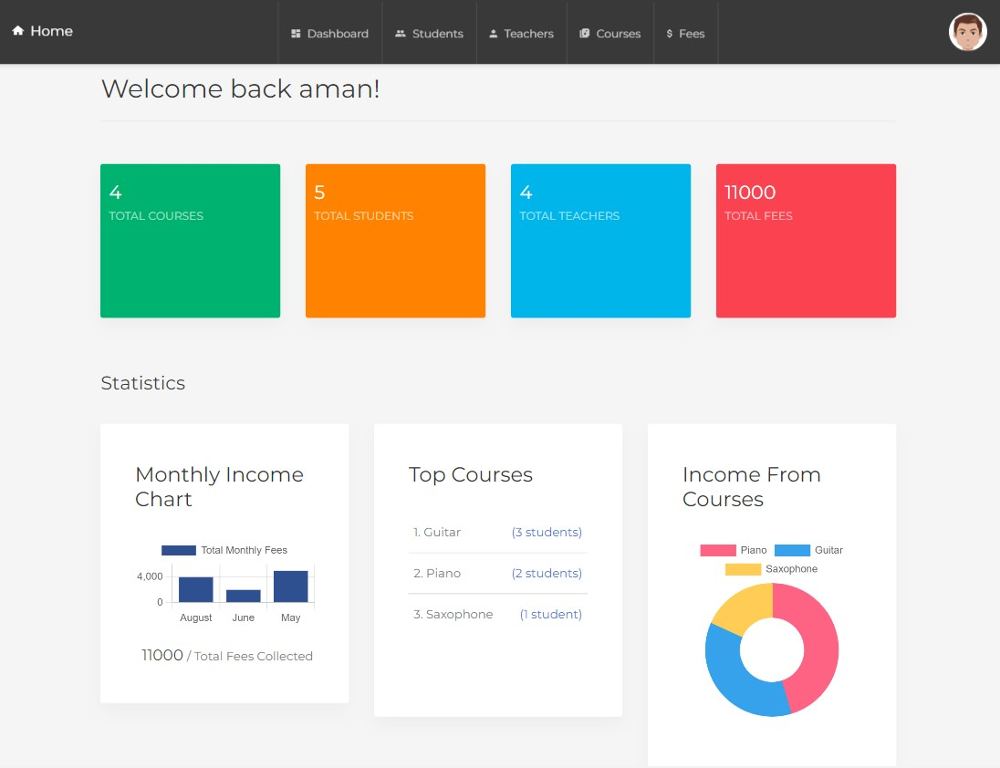 Home
Dashboard
Students
Teachers
Courses
$ Fees
Welcome back aman!
4
TOTAL COURSES
5
TOTAL STUDENTS
4
TOTAL TEACHERS
11000
TOTAL FEES
Statistics
Monthly Income
Chart
Total Monthly Fees
4,000
0
August June May
11000 / Total Fees Collected
Top Courses
1. Guitar (3 students)
2. Piano (2 students)
3. Saxophone (1 student)
Income From
Courses
Piano Guitar
Saxophone